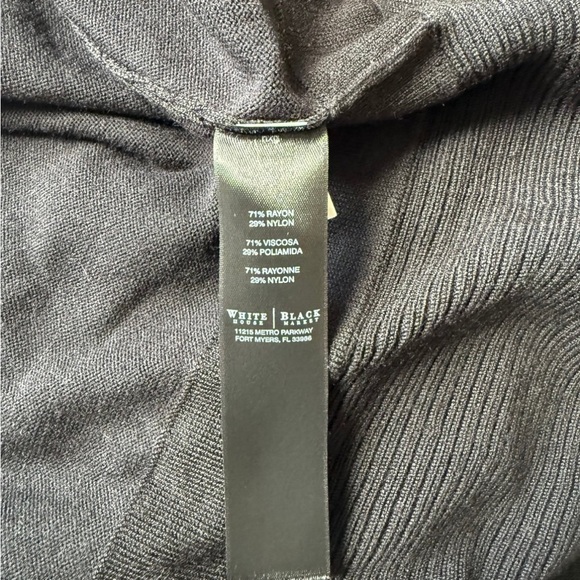 71% RAYON
29% NYLON
71% VISCOSA
29% POLIAMIDA
71% RAYONNE
29% NYLON
WHITE HOUSE | BLACK MARKET
11215 METRO PARKWAY
FORT MYERS, FL 33966